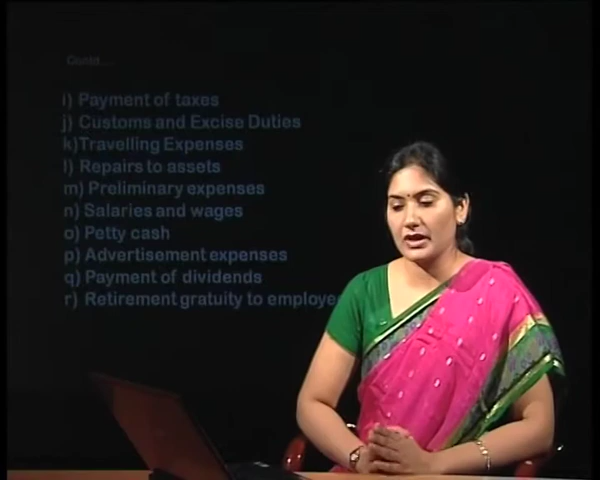 Contd...
i) Payment of taxes
j) Customs and Excise Duties
k)Travelling Expenses
l) Repairs to assets
m) Preliminary expenses
n) Salaries and wages
o) Petty cash
p) Advertisement expenses
q) Payment of dividends
r) Retirement gratuity to employe